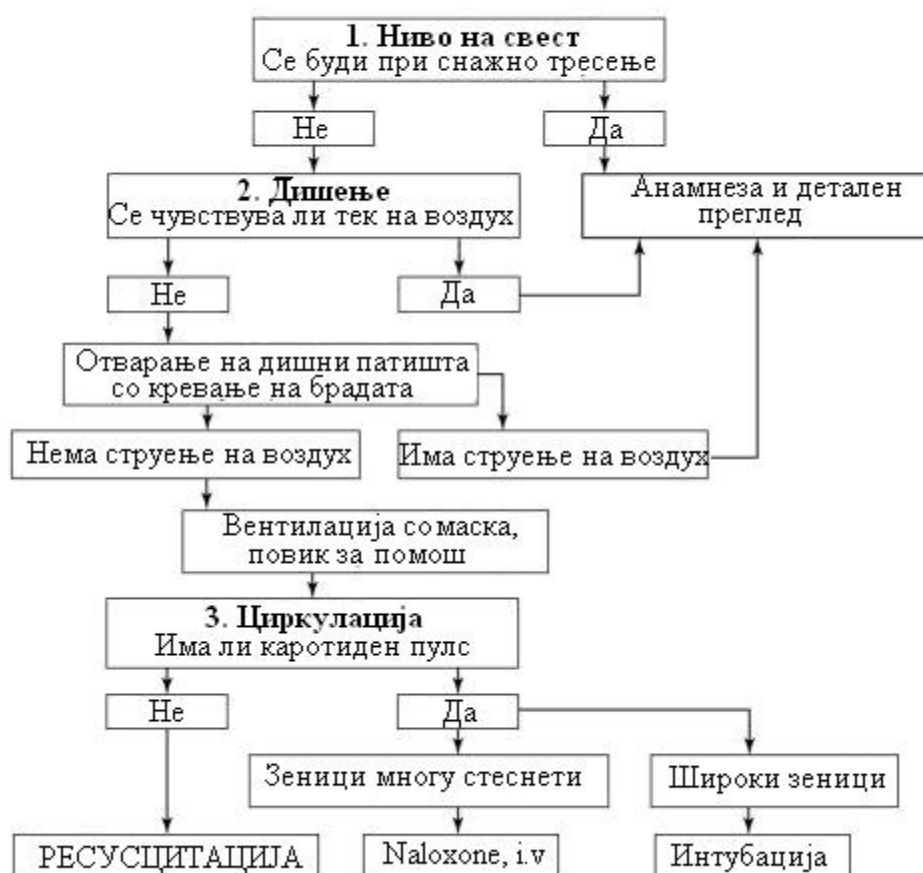 1. Ниво на свест
Се буди при снажно тресење
Не
Да
2. Дишење
Се чувствува ли тек на воздух
Анамнеза и детален
преглед
Не
Да
Отварање на дишни патишта
со кревање на брадата
Нема струење на воздух
Има струење на воздух
Вентилација со маска,
повик за помош
3. Циркулација
Има ли каротиден пулс
Не
Да
Зеници многу стеснети
Широки зеници
РЕСУСЦИТАЦИЈА
Naloxone, i.v
Интубација